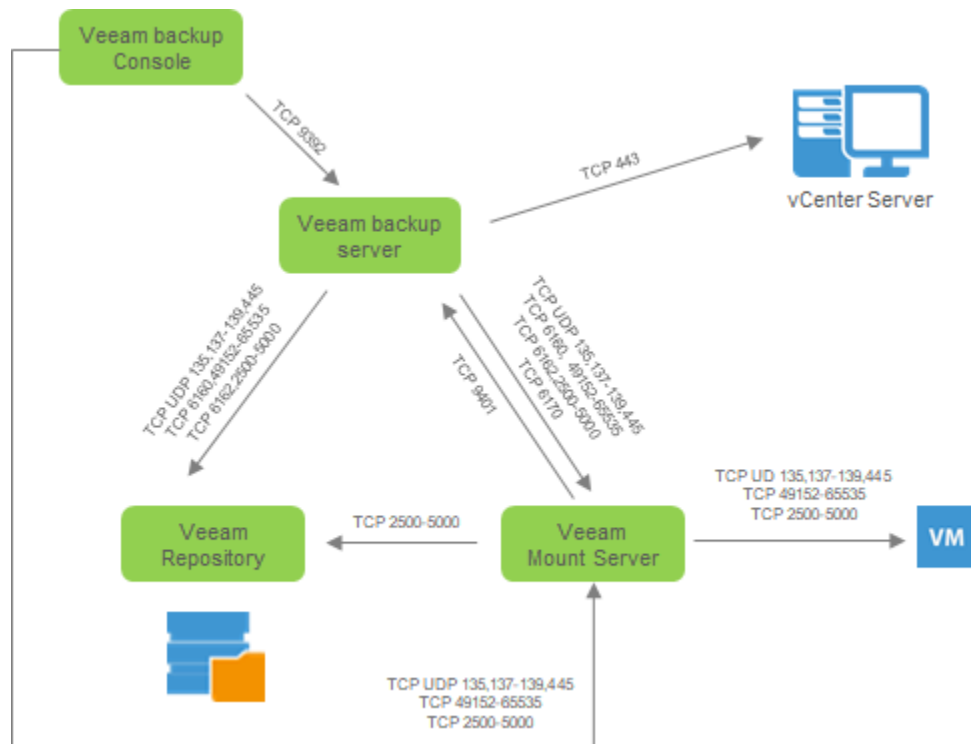 Veeam backup
Console
TCP 9392
TCP 443
vCenter Server
Veeam backup
server
TCP UDP 135,137-139,445
TCP 6160,49152-65535
TCP 6162,2500-5000
TCP 9401
TCP UDP 135,137-139,445
TCP 6160, 49152-65535
TCP 6162,2500-5000
TCP 6170
Veeam
Repository
TCP 2500-5000
Veeam
Mount Server
TCP UD 135,137-139,445
TCP 49152-65535
TCP 2500-5000
VM
TCP UDP 135,137-139,445
TCP 49152-65535
TCP 2500-5000